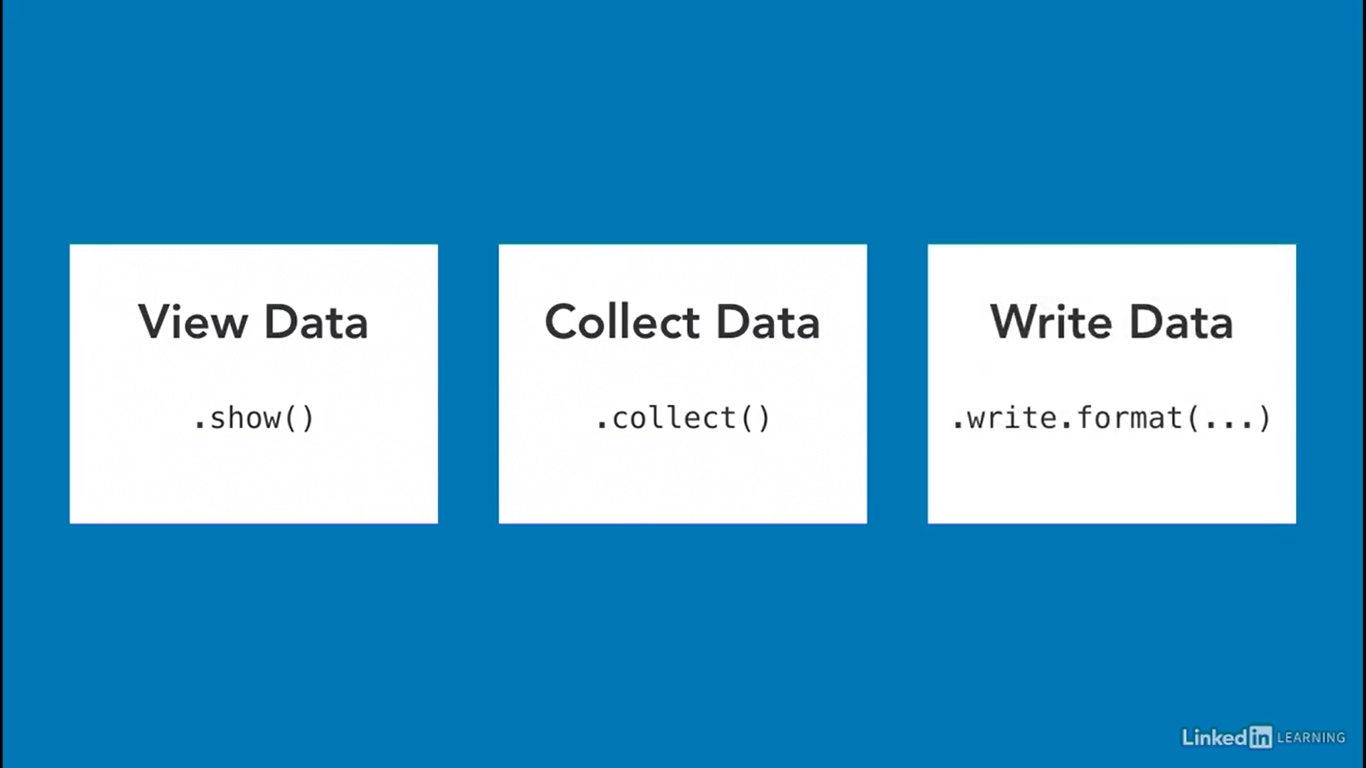 View Data
.show()
Collect Data
.collect()
Write Data
.write.format(...)
Linkedin LEARNING